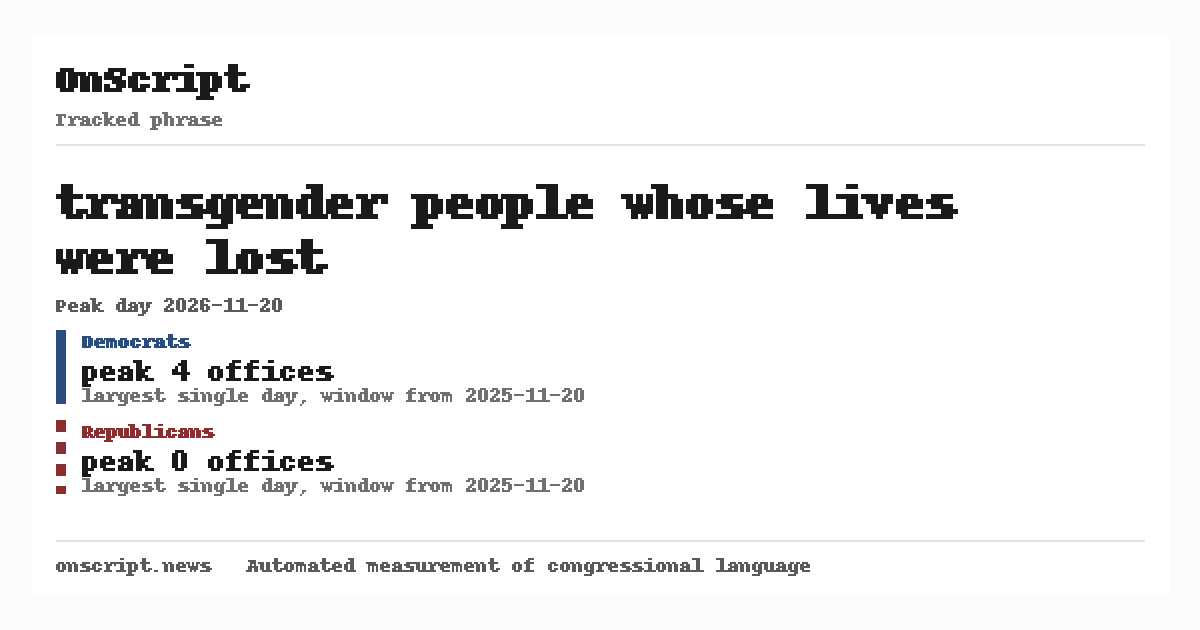 OnScript
Tracked phrase
transgender people whose lives
were lost
Peak day 2026-11-20
Democrats
peak 4 offices
largest single day, window from 2025-11-20
Republicans
peak 0 offices
largest single day, window from 2025-11-20
onscript.news Automated measurement of congressional language